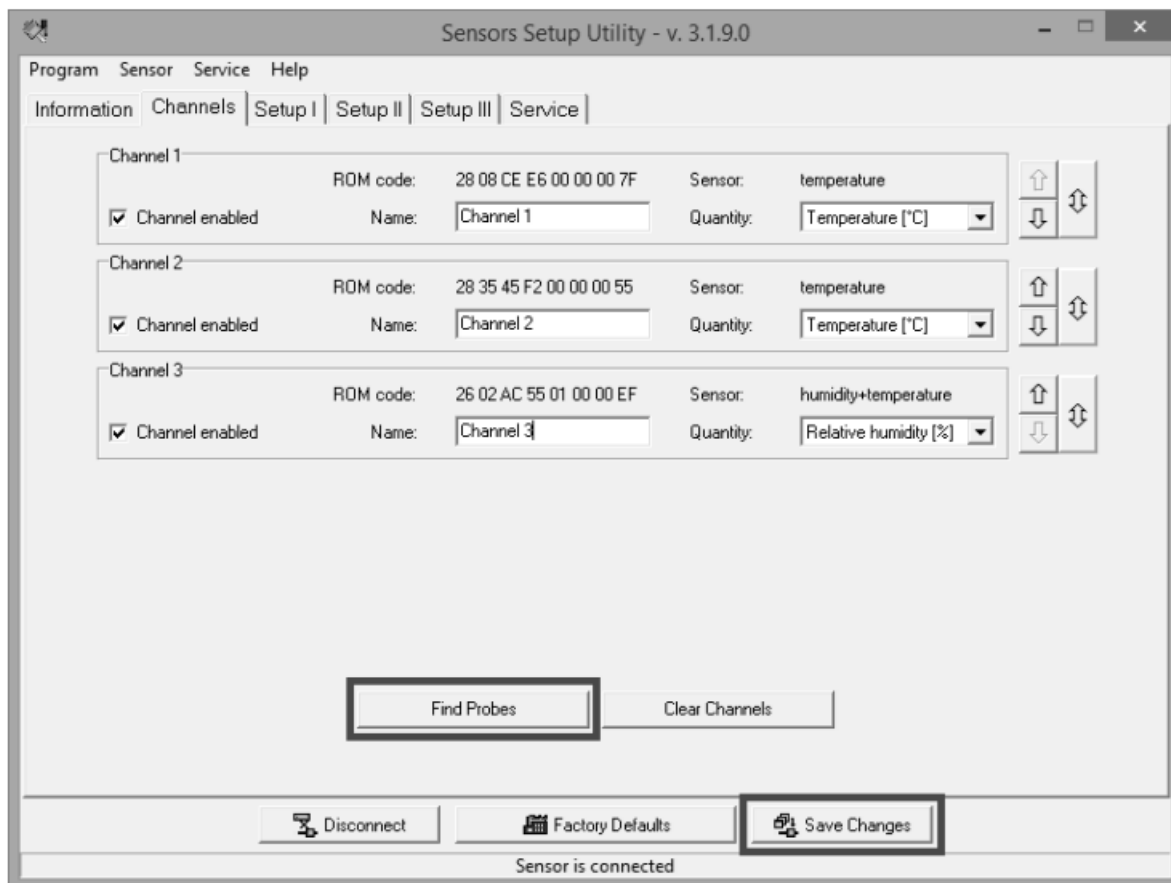 Sensors Setup Utility - v. 3.1.9.0
Program Sensor Service Help
Information Channels Setup I Setup II Setup III Service
Channel 1
ROM code: 28 08 CE E6 00 00 00 7F Sensor: temperature
Channel enabled Name: Channel 1 Quantity: Temperature [°C]
Channel 2
ROM code: 28 35 45 F2 00 00 00 55 Sensor: temperature
Channel enabled Name: Channel 2 Quantity: Temperature [°C]
Channel 3
ROM code: 26 02 AC 55 01 00 00 EF Sensor: humidity+temperature
Channel enabled Name: Channel 3 Quantity: Relative humidity [%]
Find Probes Clear Channels
Disconnect Factory Defaults Save Changes
Sensor is connected